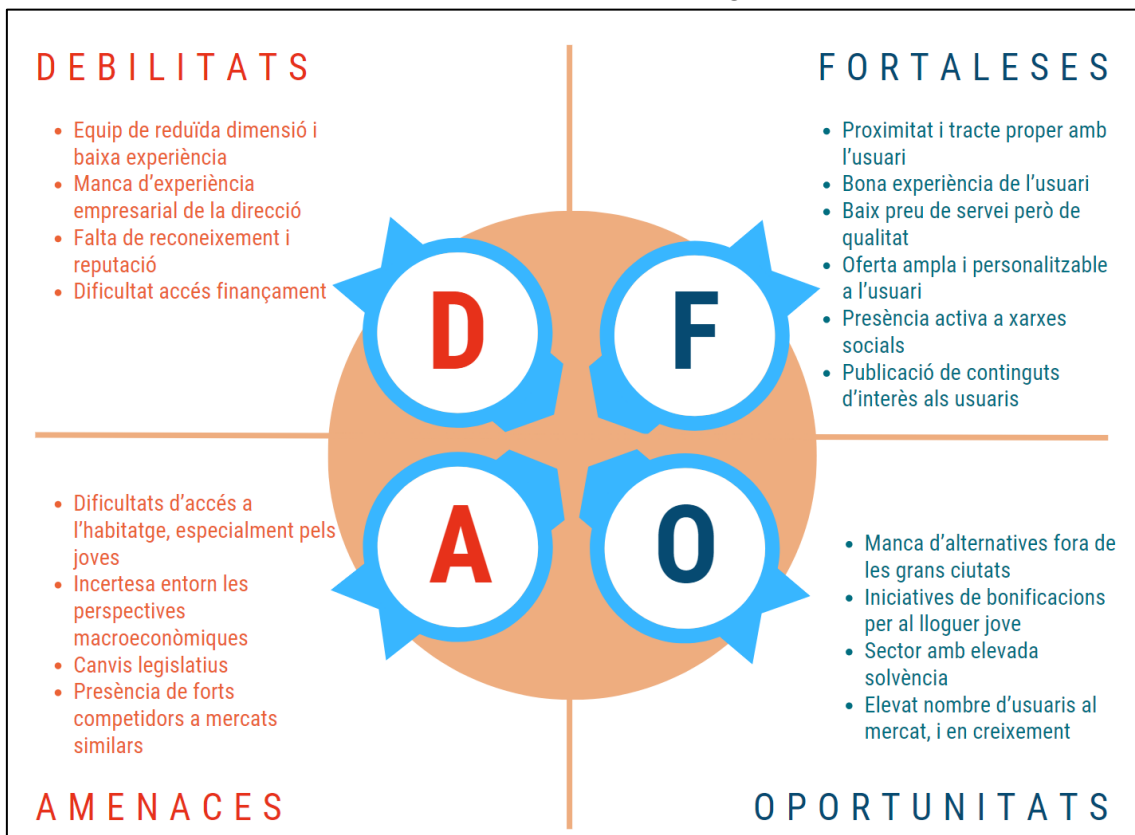 DEBILITATS
• Equip de reduïda dimensió i
baixa experiència
• Manca d'experiència
empresarial de la direcció
• Falta de reconeixement i
reputació
• Dificultat accés finançament
FORTALESES
• Proximitat i tracte proper amb
l'usuari
• Bona experiència de l'usuari
• Baix preu de servei però de
qualitat
• Oferta ampla i personalitzable
a l'usuari
• Presència activa a xarxes
socials
• Publicació de continguts
d'interès als usuaris
D
F
A
O
• Dificultats d'accés a
l'habitatge, especialment pels
joves
• Incertesa entorn les
perspectives
macroeconòmiques
• Canvis legislatius
• Presència de forts
competidors a mercats
similars
AMENACES
• Manca d'alternatives fora de
les grans ciutats
• Iniciatives de bonificacions
per al lloguer jove
• Sector amb elevada
solvència
• Elevat nombre d'usuaris al
mercat, i en creixement
OPORTUNITATS